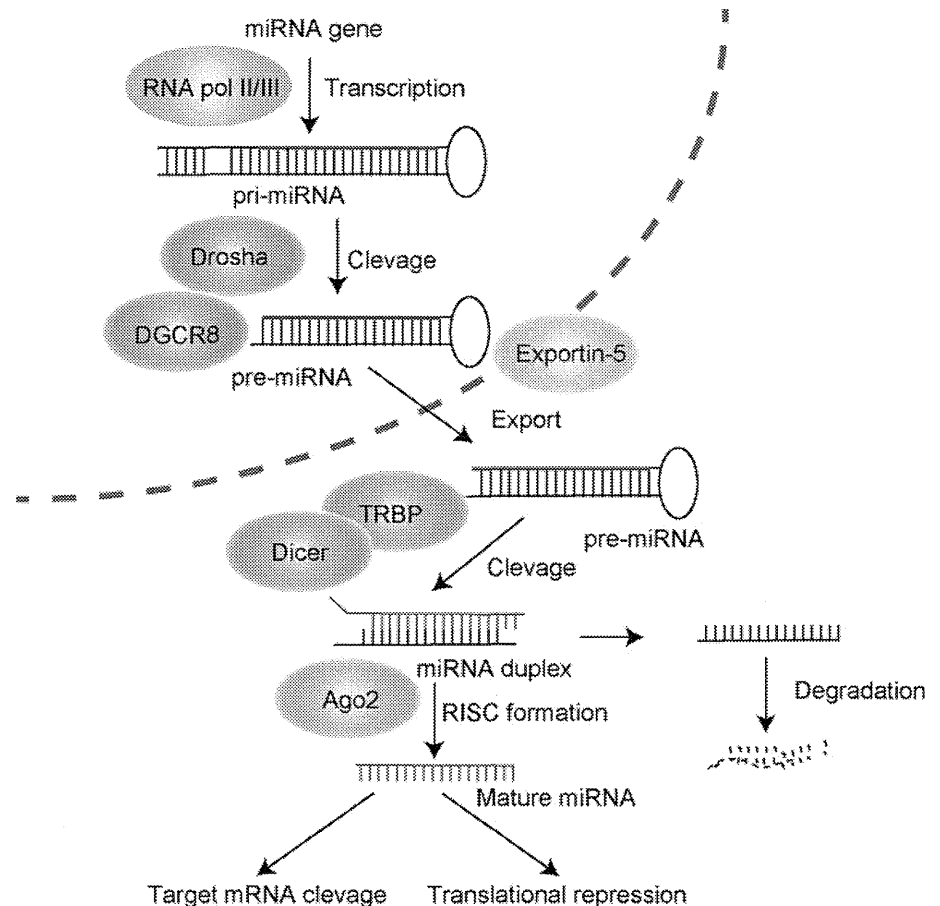 miRNA gene
RNA pol II/III
Transcription
pri-miRNA
Drosha
Clevage
DGCR8
pre-miRNA
Exportin-5
Export
TRBP
pre-miRNA
Dicer
Clevage
miRNA duplex
Ago2
RISC formation
Degradation
Mature miRNA
Target mRNA clevage
Translational repression